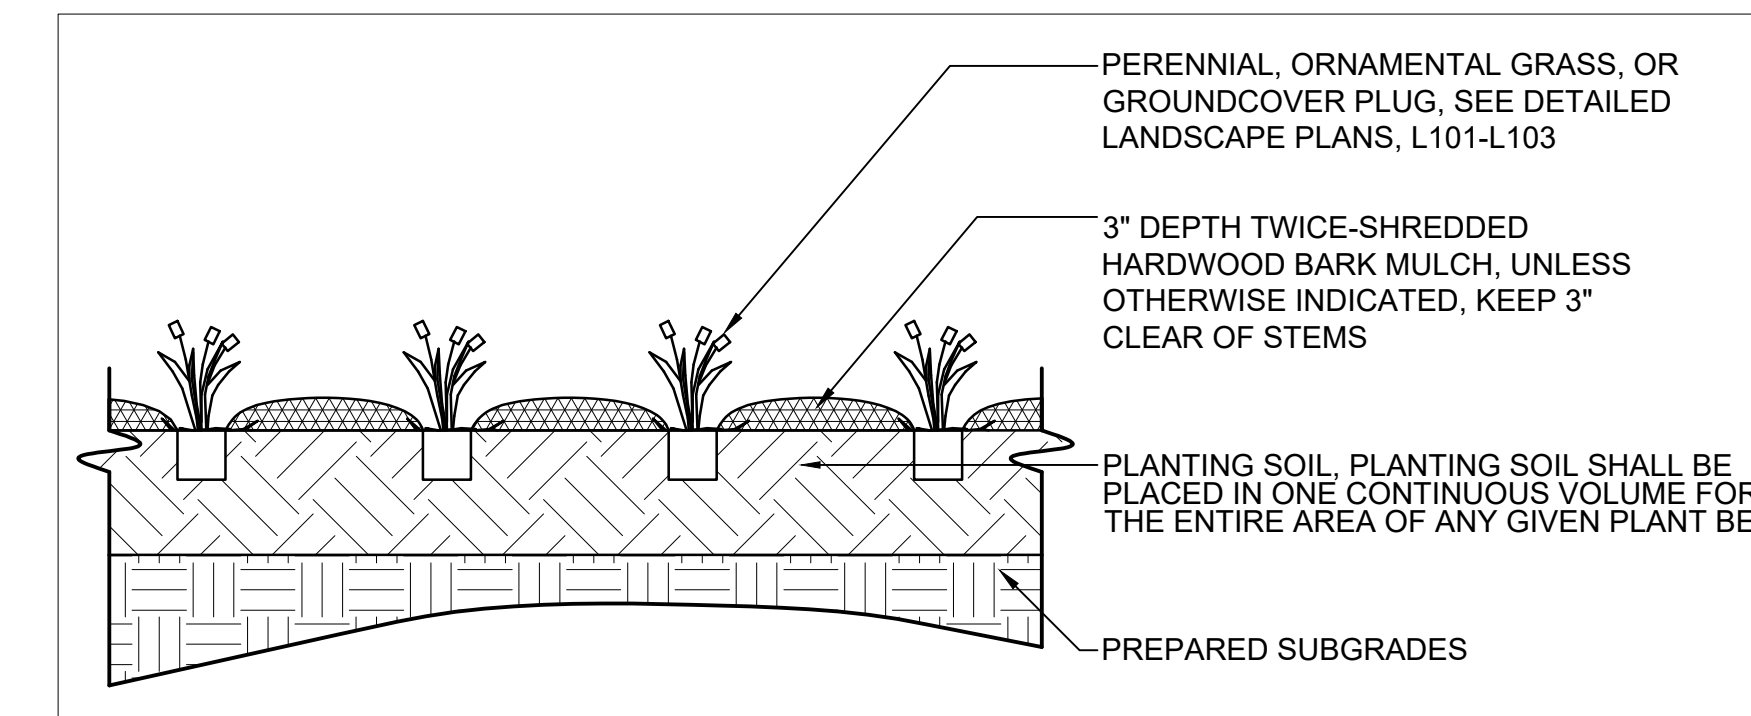 PERENNIAL, ORNAMENTAL GRASS, OR
GROUNDCOVER PLUG, SEE DETAILED
LANDSCAPE PLANS, L101-L103
3" DEPTH TWICE-SHREDDED
HARDWOOD BARK MULCH, UNLESS
OTHERWISE INDICATED, KEEP 3"
CLEAR OF STEMS
PLANTING SOIL, PLANTING SOIL SHALL BE
PLACED IN ONE CONTINUOUS VOLUME FOR
THE ENTIRE AREA OF ANY GIVEN PLANT
PREPARED SUBGRADES